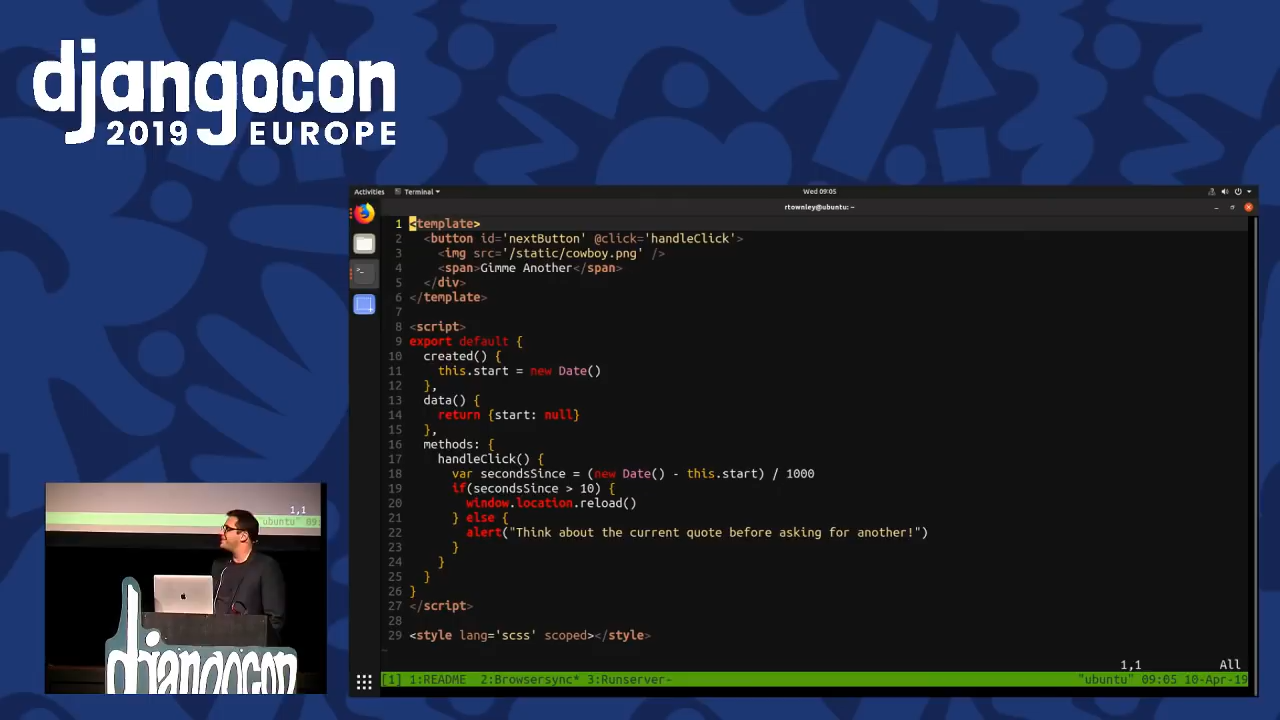 djangocon
2019 EUROPE
Activities Terminal Wed 09:05
rtownley@ubuntu: ~
1 <template>
2 <button id='nextButton' @click='handleClick'>
3 <img src='/static/cowboy.png' />
4 <span>Gimme Another</span>
5 </div>
6 </template>
7
8 <script>
9 export default {
10 created() {
11 this.start = new Date()
12 },
13 data() {
14 return {start: null}
15 },
16 methods: {
17 handleClick() {
18 var secondsSince = (new Date() - this.start) / 1000
19 if(secondsSince > 10) {
20 window.location.reload()
21 } else {
22 alert("Think about the current quote before asking for another!")
23 }
24 }
25 }
26 }
27 </script>
28
29 <style lang='scss' scoped></style>
~
1,1 All
[1] 1:README 2:Browsersync* 3:Runserver- "ubuntu" 09:05 10-Apr-19
1,1
"ubuntu" 09:
djangocon